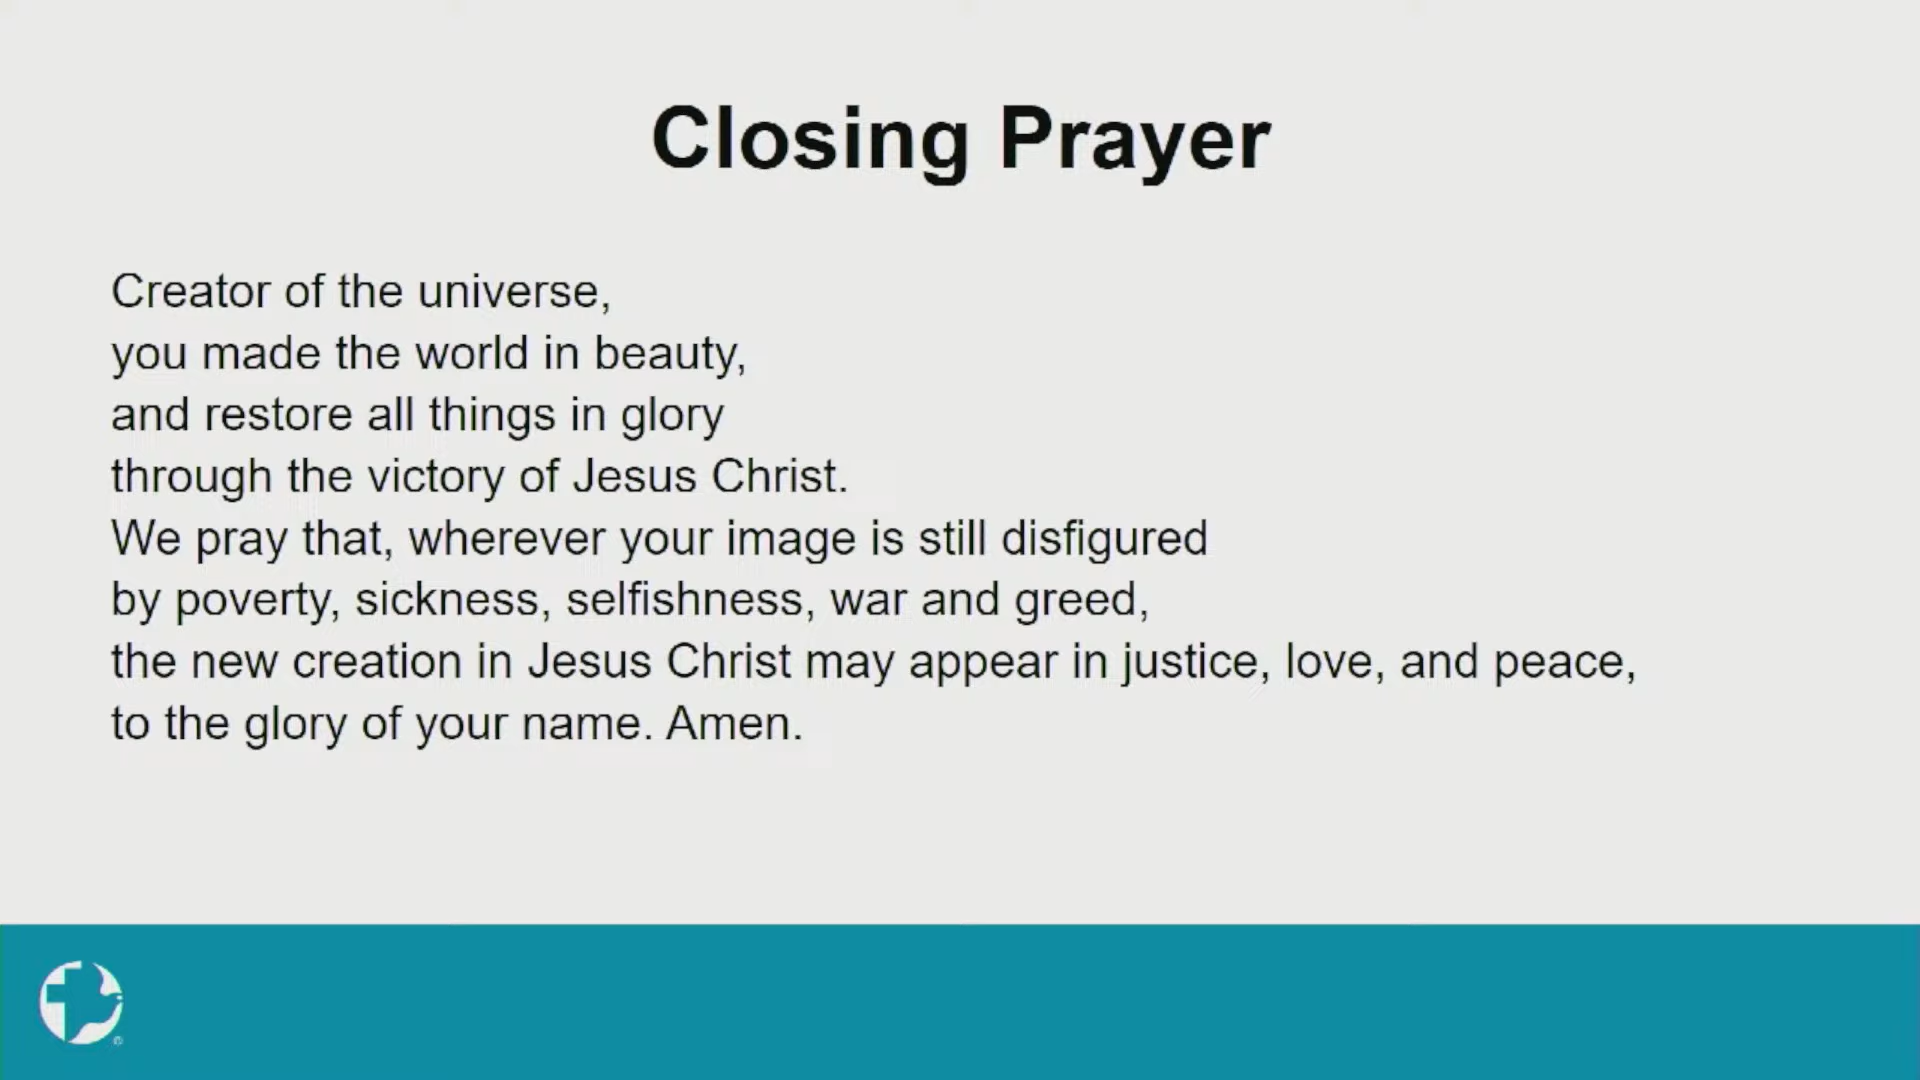 Closing Prayer
Creator of the universe,
you made the world in beauty,
and restore all things in glory
through the victory of Jesus Christ.
We pray that, wherever your image is still disfigured
by poverty, sickness, selfishness, war and greed,
the new creation in Jesus Christ may appear in justice, love, and peace,
to the glory of your name. Amen.